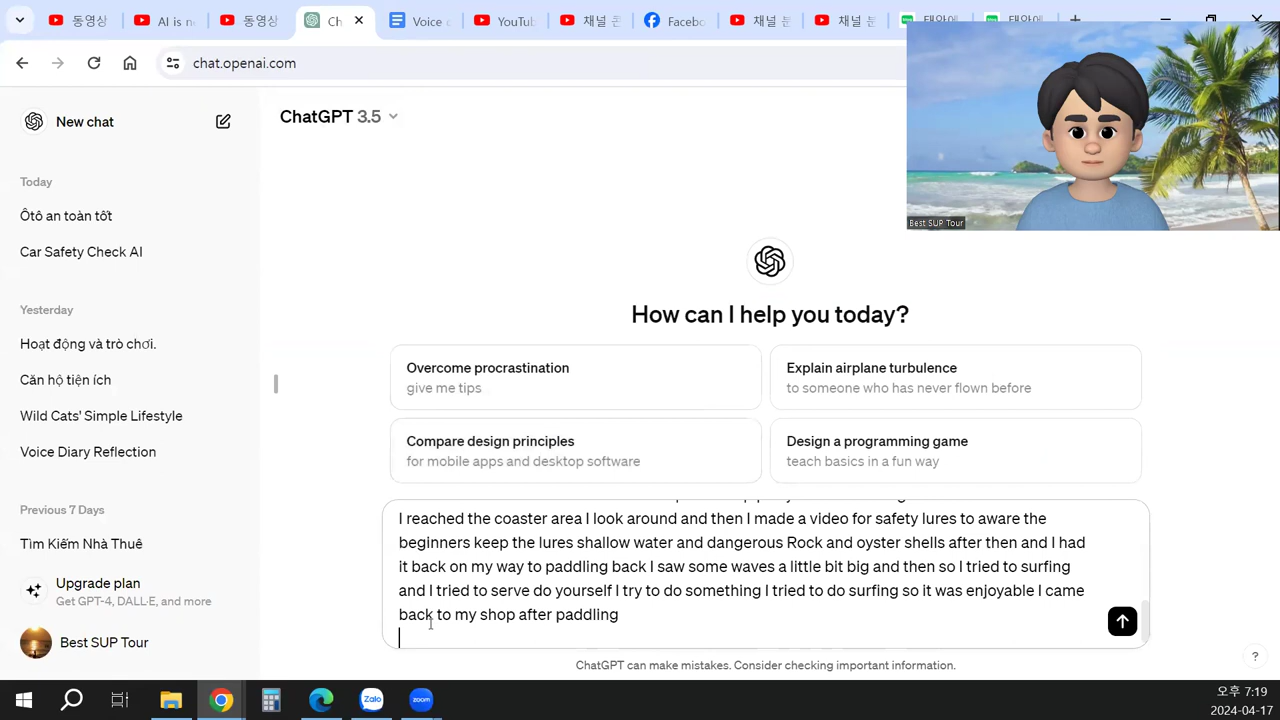 동영상
AI is n
동영상
Ch
Voice
YouTu
채널 콘
Facebo
채널 분
채널 분
chat.openai.com
New chat
ChatGPT 3.5
Today
Ôtô an toàn tốt
Car Safety Check AI
Best SUP Tour
Yesterday
How can I help you today?
Hoạt động và trò chơi.
Căn hộ tiện ích
Wild Cats' Simple Lifestyle
Voice Diary Reflection
Overcome procrastination
give me tips
Explain airplane turbulence
to someone who has never flown before
Compare design principles
for mobile apps and desktop software
Design a programming game
teach basics in a fun way
Previous 7 Days
Tìm Kiếm Nhà Thuê
I reached the coaster area I look around and then I made a video for safety lures to aware the
beginners keep the lures shallow water and dangerous Rock and oyster shells after then and I had
it back on my way to paddling back I saw some waves a little bit big and then so I tried to surfing
and I tried to serve do yourself I try to do something I tried to do surfing so it was enjoyable I came
back to my shop after paddling
Upgrade plan
Get GPT-4, DALL·E, and more
Best SUP Tour
ChatGPT can make mistakes. Consider checking important information.
?
Zalo
zoom
오후 7:19
2024-04-17